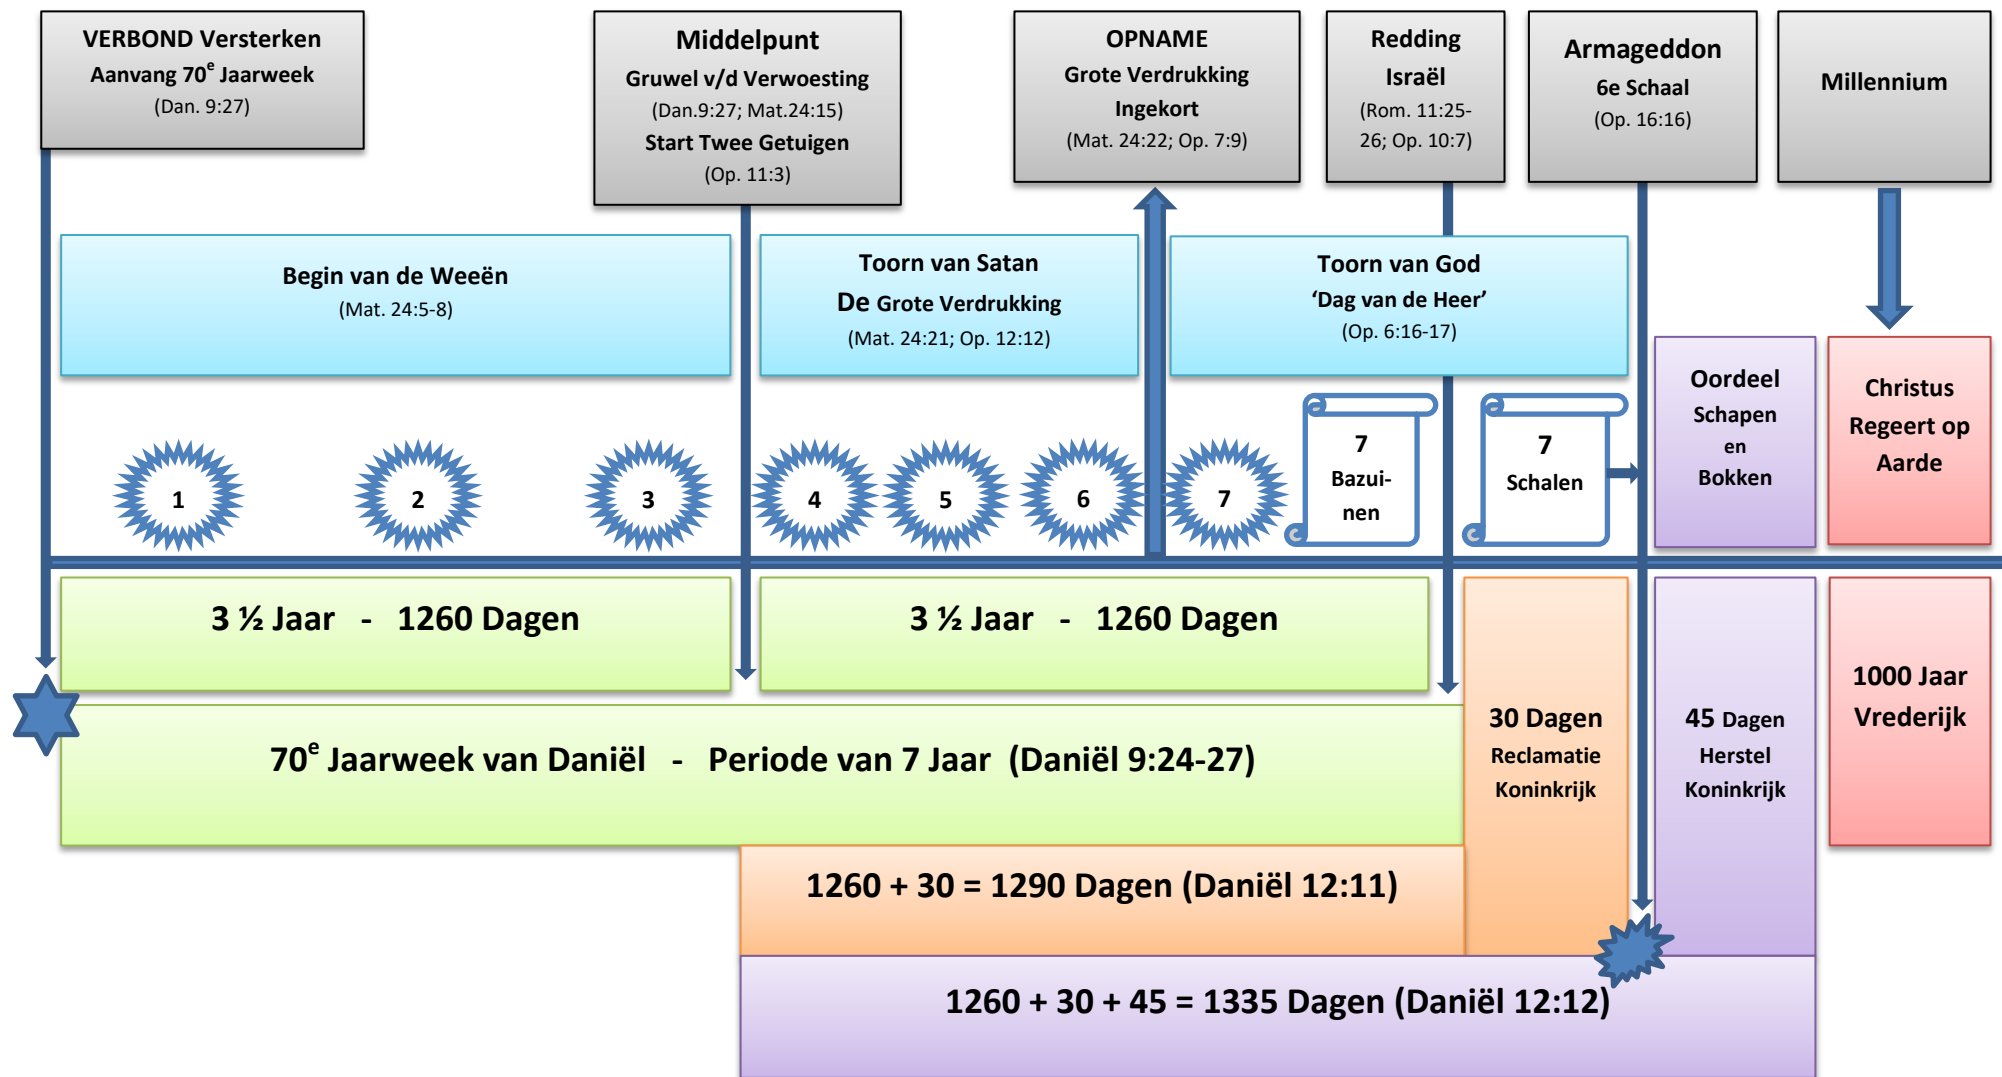 VERBOND Versterken
Aanvang 70e Jaarweek
(Dan. 9:27)
Middelpunt
Gruwel v/d Verwoesting
(Dan.9:27; Mat.24:15)
Start Twee Getuigen
(Op. 11:3)
OPNAME
Grote Verdrukking
Ingekort
(Mat. 24:22; Op. 7:9)
Redding
Israël
(Rom. 11:25-
26; Op. 10:7)
Armageddon
6e Schaal
(Op. 16:16)
Millennium
Begin van de Weeën
(Mat. 24:5-8)
Toorn van Satan
De Grote Verdrukking
(Mat. 24:21; Op. 12:12)
Toorn van God
‘Dag van de Heer’
(Op. 6:16-17)
1
2
3
4
5
6
7
7
Bazui-
nen
7
Schalen
Oordeel
Schapen
en
Bokken
Christus
Regeert op
Aarde
3 ½ Jaar - 1260 Dagen
3 ½ Jaar - 1260 Dagen
70e Jaarweek van Daniël - Periode van 7 Jaar (Daniël 9:24-27)
30 Dagen
Reclamatie
Koninkrijk
45 Dagen
Herstel
Koninkrijk
1000 Jaar
Vrederijk
1260 + 30 = 1290 Dagen (Daniël 12:11)
1260 + 30 + 45 = 1335 Dagen (Daniël 12:12)